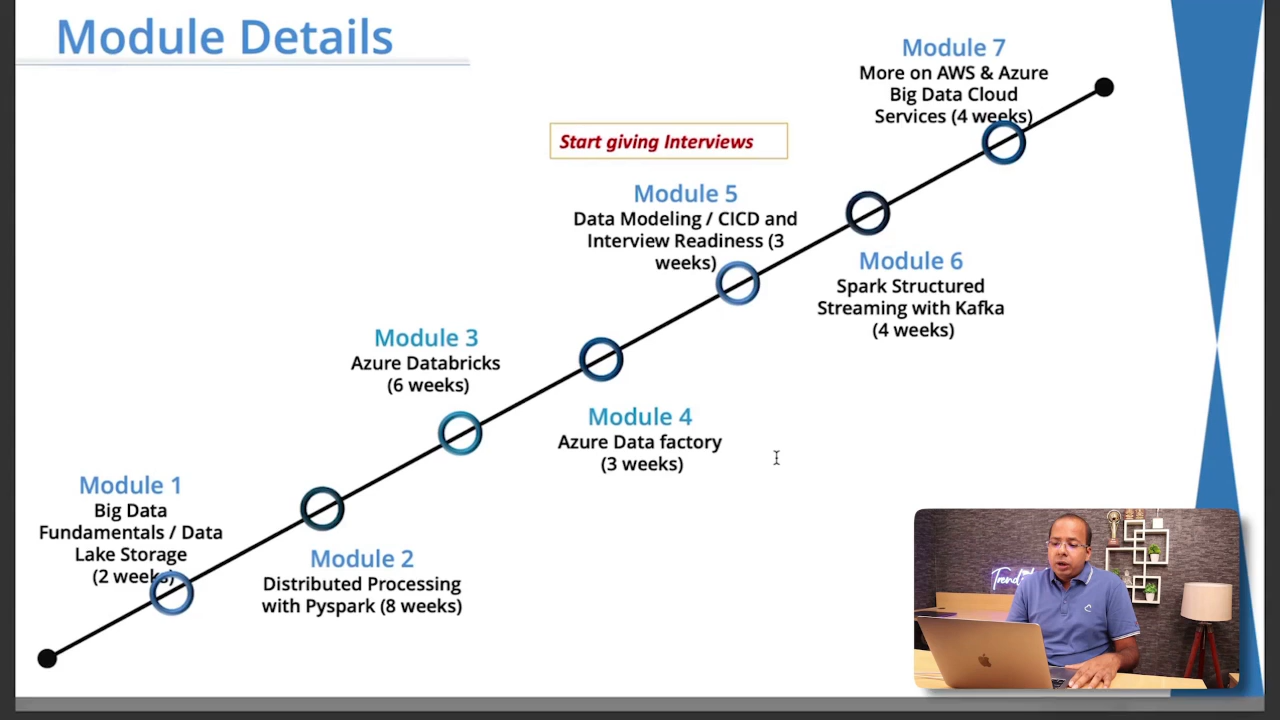 Module Details
Module 7
More on AWS & Azure
Big Data Cloud
Services (4 weeks)
Start giving Interviews
Module 5
Data Modeling / CICD and
Interview Readiness (3
weeks)
Module 6
Spark Structured
Streaming with Kafka
(4 weeks)
Module 3
Azure Databricks
(6 weeks)
Module 4
Azure Data factory
(3 weeks)
Module 1
Big Data
Fundamentals / Data
Lake Storage
(2 weeks)
Module 2
Distributed Processing
with Pyspark (8 weeks)